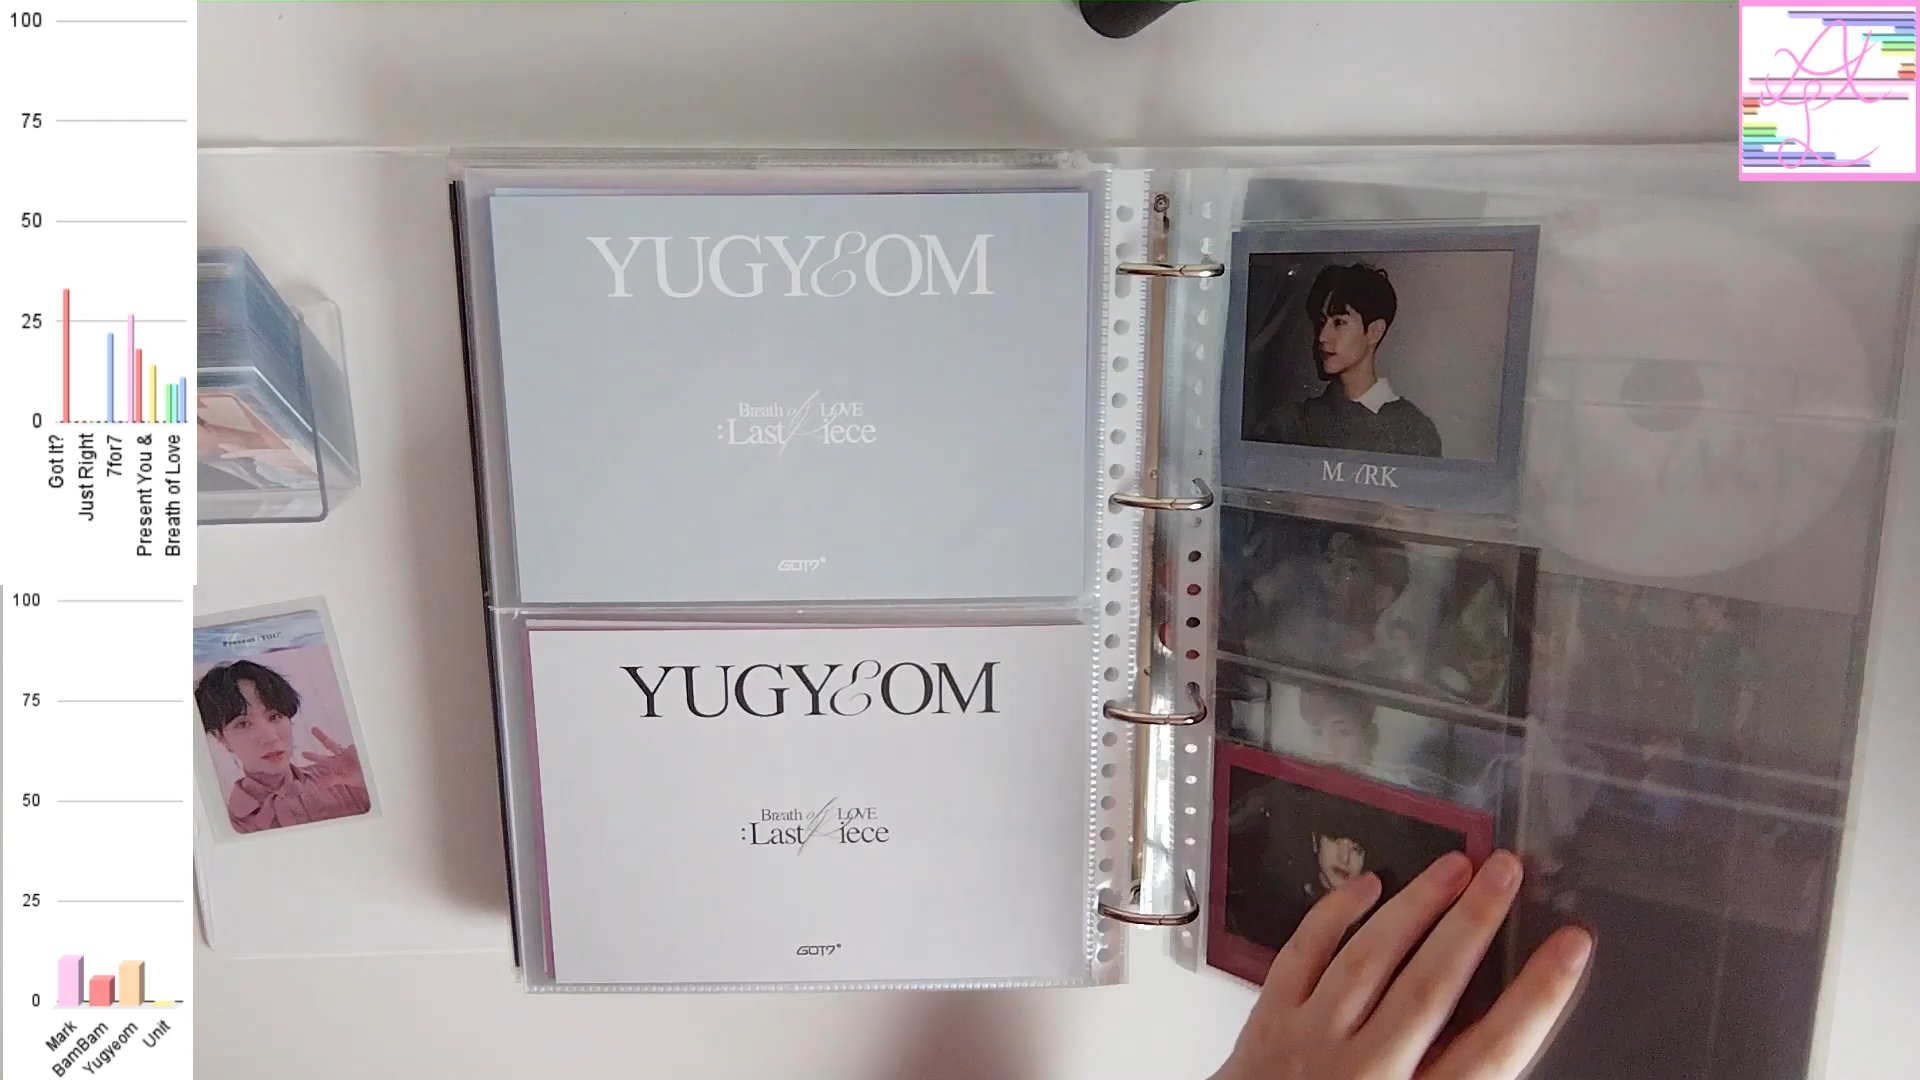 100
75
50
25
0
Got It?
Just Right
7for7
Present You &
Breath of Love
100
75
50
25
0
Mark
BamBam
Yugyeom
Unit
Present : YOU
YUGYEOM
Breath of LOVE
:Last Piece
GOT7
YUGYEOM
Breath of LOVE
:Last Piece
GOT7
MARK